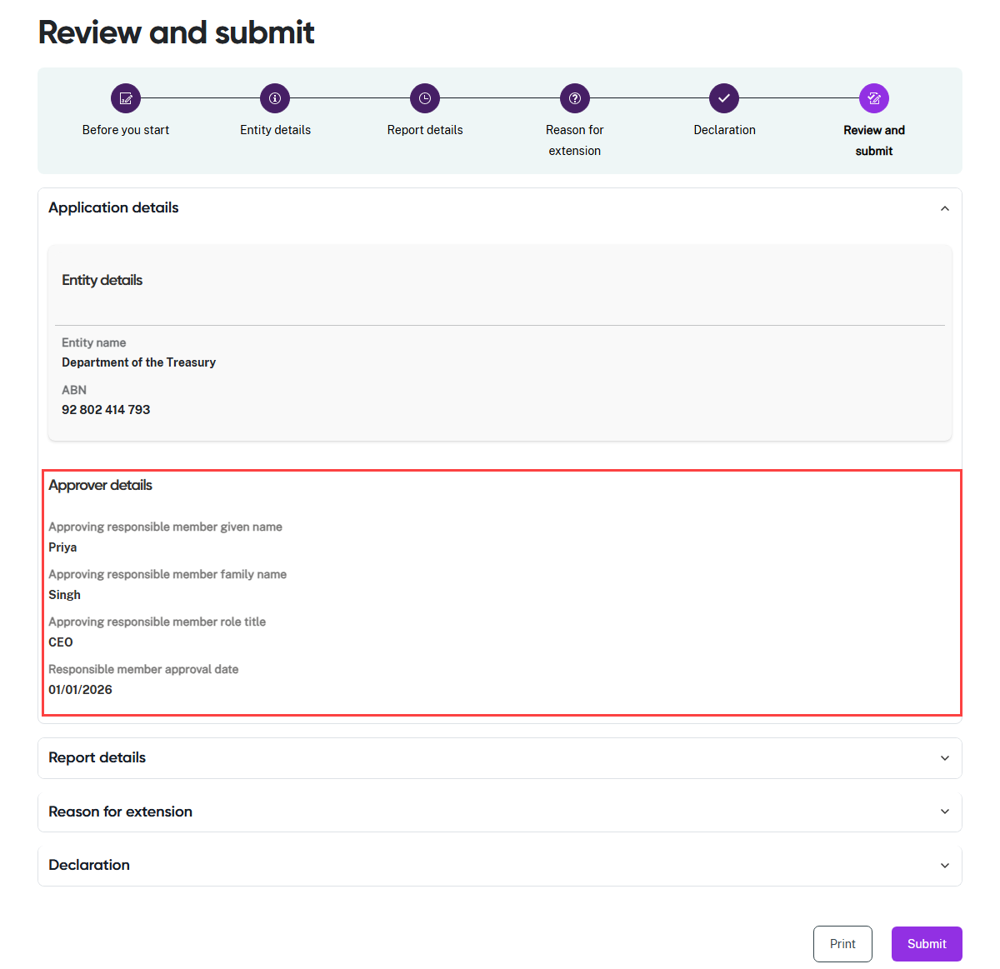 Review and submit
Before you start
Entity details
Report details
Reason for
extension
Declaration
Review and
submit
Application details
Entity details
Entity name
Department of the Treasury
ABN
92 802 414 793
Approver details
Approving responsible member given name
Priya
Approving responsible member family name
Singh
Approving responsible member role title
CEO
Responsible member approval date
01/01/2026
Report details
Reason for extension
Declaration
Print
Submit